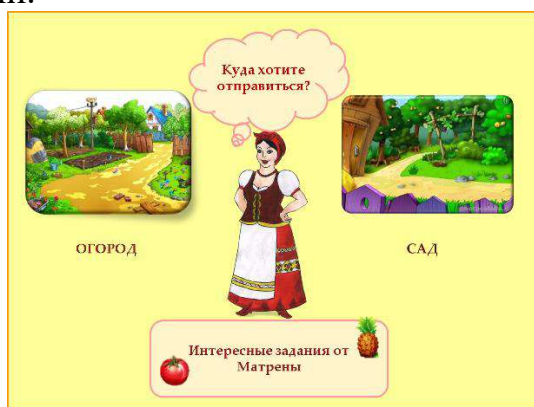 Куда хотите
отправиться?
ОГОРОД
САД
Интересные задания от
Матрены